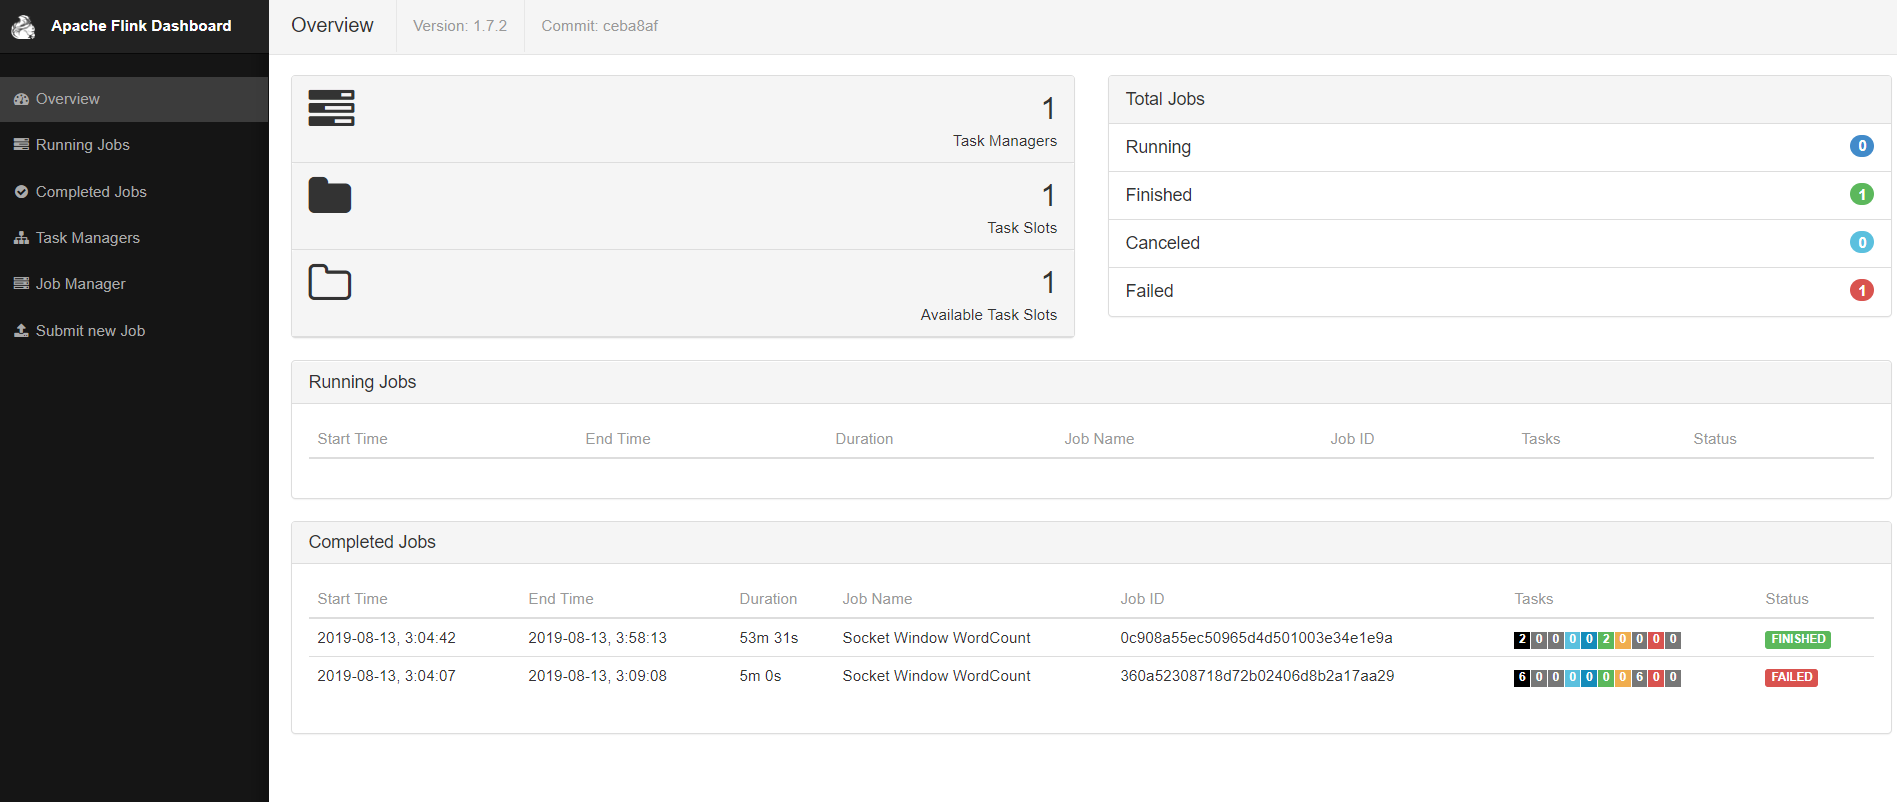 Apache Flink Dashboard
Overview
Running Jobs
Completed Jobs
Task Managers
Job Manager
Submit new Job
Overview Version: 1.7.2 Commit: ceba8af
1
Task Managers
1
Task Slots
1
Available Task Slots
Total Jobs
Running 0
Finished 1
Canceled 0
Failed 1
Running Jobs
Start Time End Time Duration Job Name Job ID Tasks Status
Completed Jobs
Start Time End Time Duration Job Name Job ID Tasks Status
2019-08-13, 3:04:42 2019-08-13, 3:58:13 53m 31s Socket Window WordCount 0c908a55ec50965d4d501003e34e1e9a 2 0 0 0 0 2 0 0 0 0 FINISHED
2019-08-13, 3:04:07 2019-08-13, 3:09:08 5m 0s Socket Window WordCount 360a52308718d72b02406d8b2a17aa29 6 0 0 0 0 0 0 6 0 0 FAILED